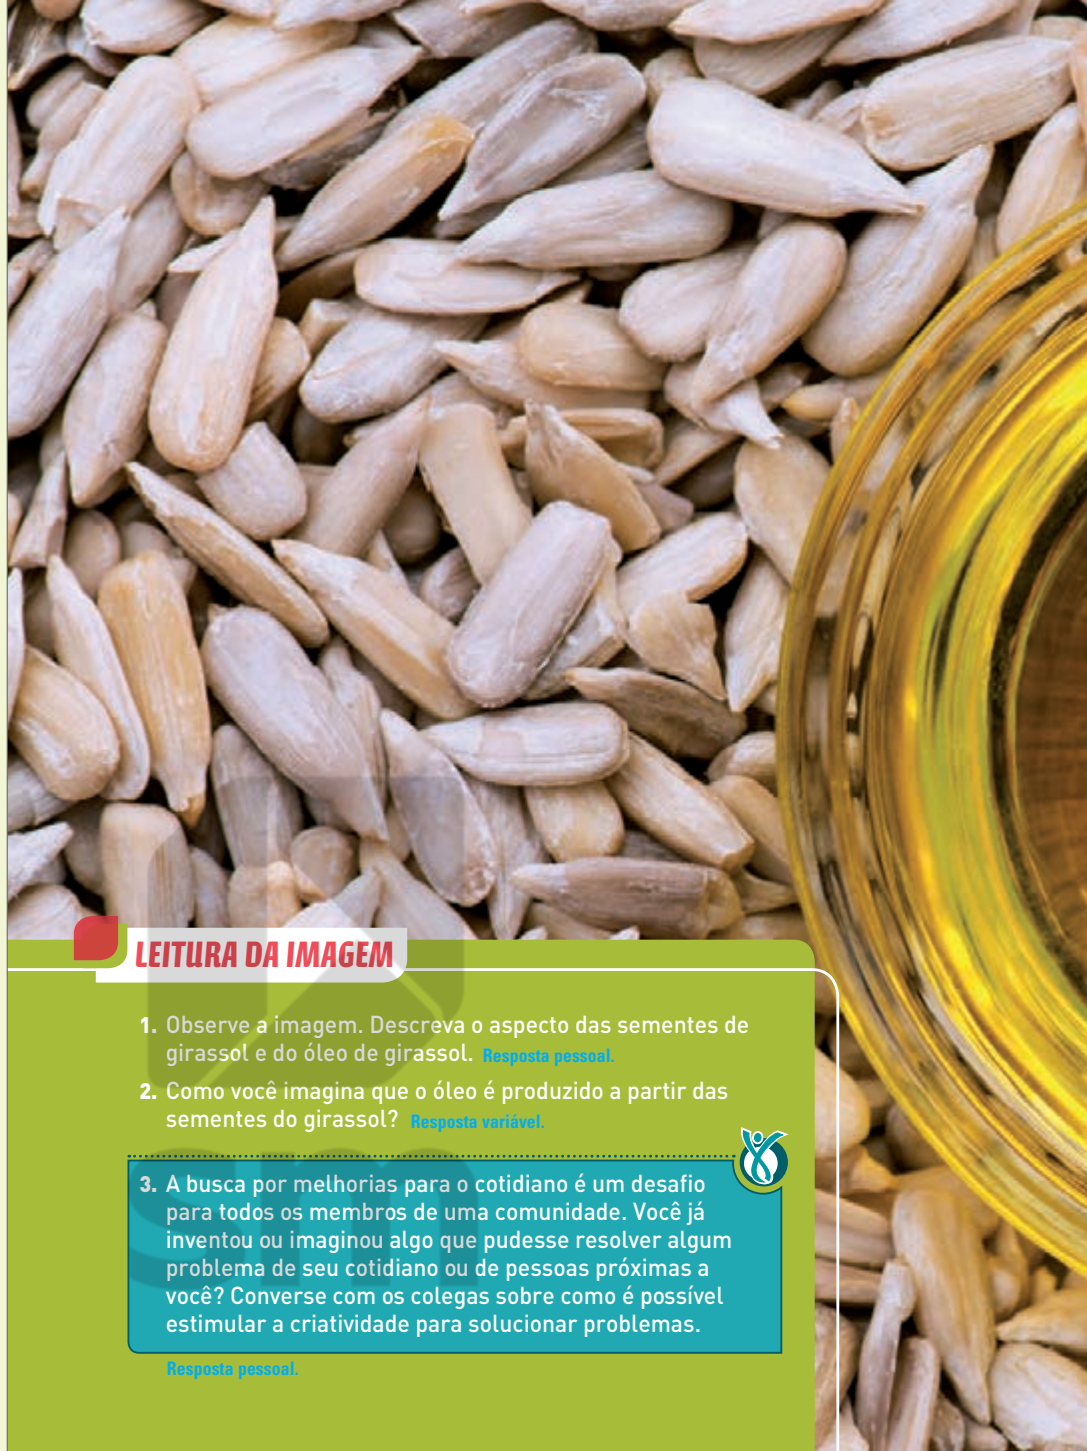 LEITURA DA IMAGEM
1. Observe a imagem. Descreva o aspecto das sementes de
girassol e do óleo de girassol. Resposta pessoal.
2. Como você imagina que o óleo é produzido a partir das
sementes do girassol? Resposta variável.
3. A busca por melhorias para o cotidiano é um desafio
para todos os membros de uma comunidade. Você já
inventou ou imaginou algo que pudesse resolver algum
problema de seu cotidiano ou de pessoas próximas a
você? Converse com os colegas sobre como é possível
estimular a criatividade para solucionar problemas.
Resposta pessoal.
sm